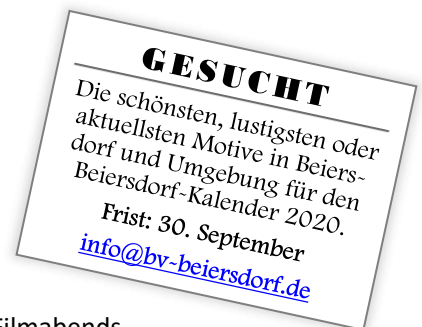 GESUCHT
Die schönsten, lustigsten oder
aktuellsten Motive in Beiers-
dorf und Umgebung für den
Beiersdorf-Kalender 2020.
Frist: 30. September
info@bv-beiersdorf.de
Filmabends